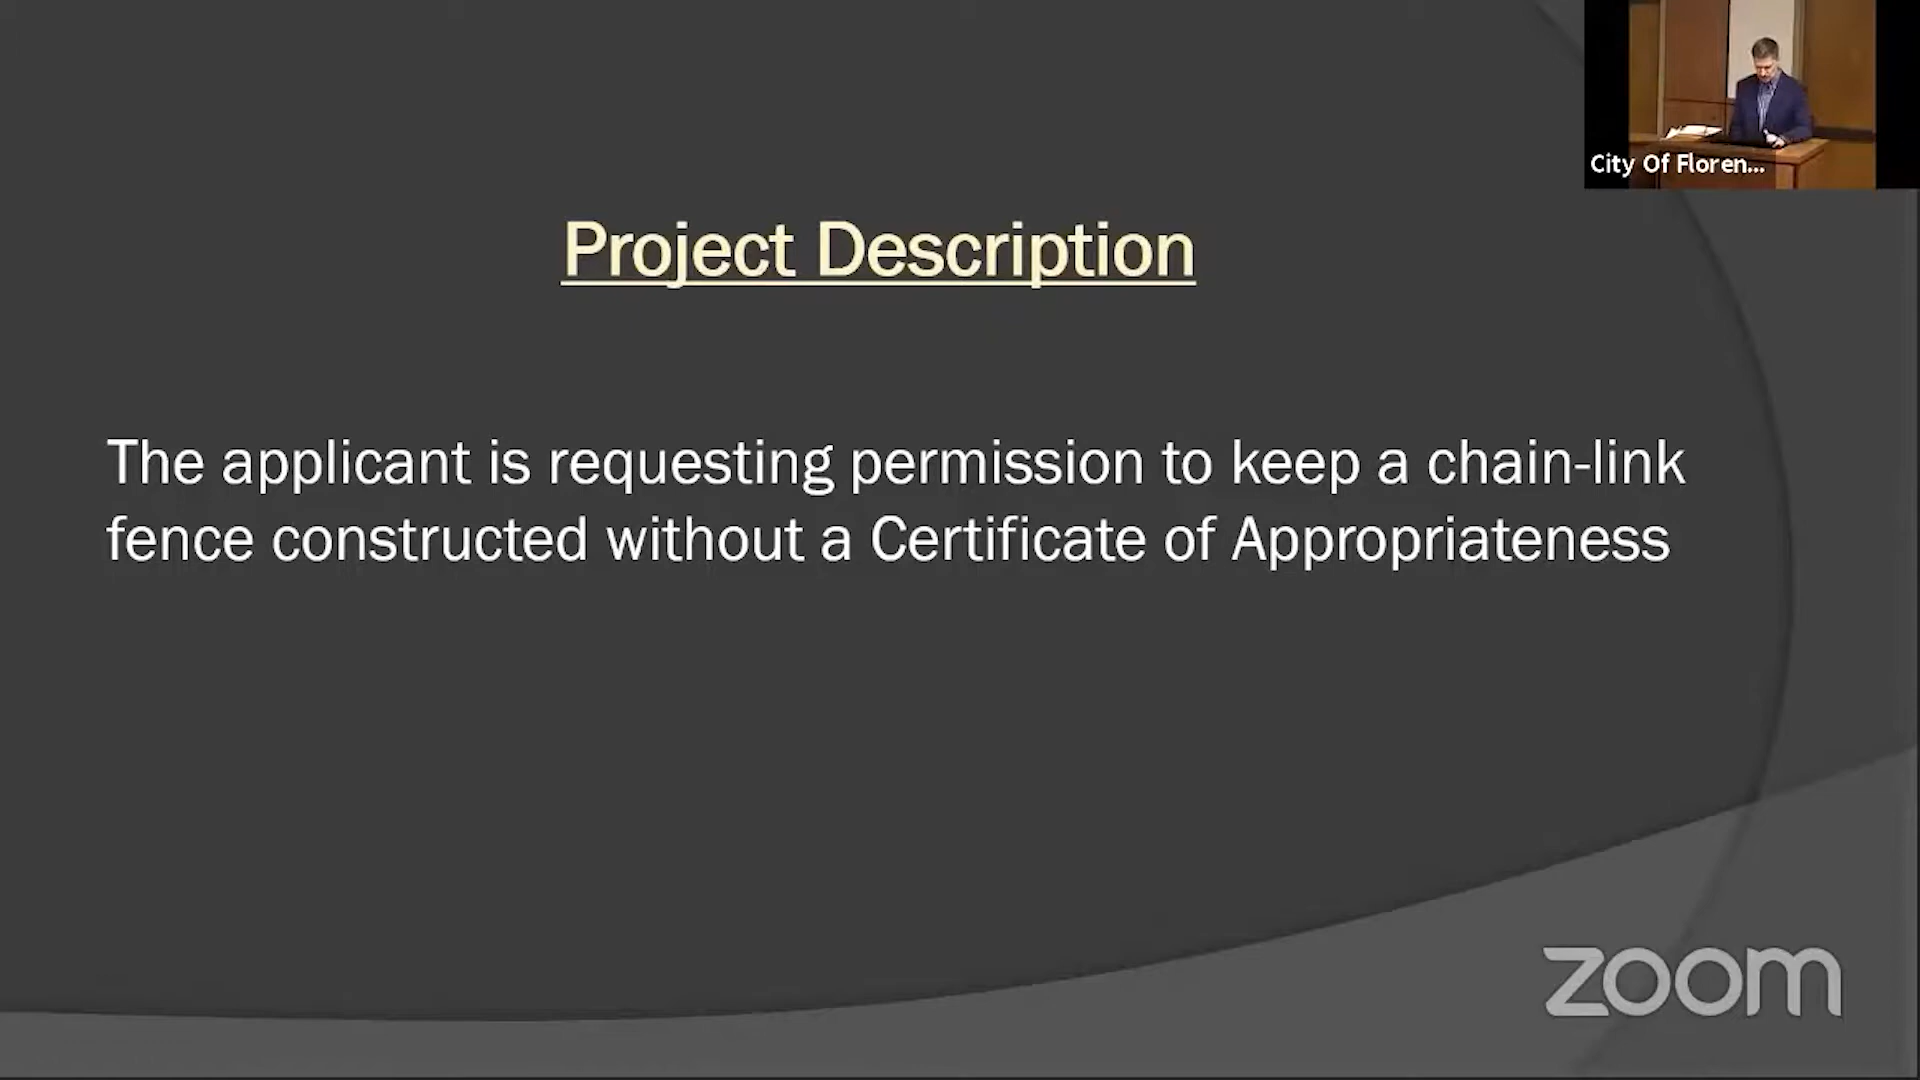 City Of Floren...
Project Description
The applicant is requesting permission to keep a chain-link
fence constructed without a Certificate of Appropriateness
zoom